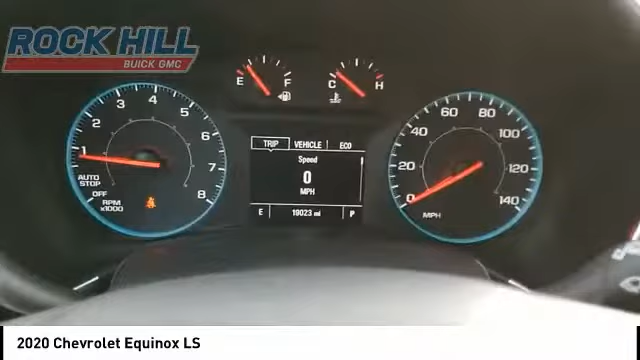 ROCK HILL
BUICK GMC
E F
C H
1 2 3 4 5 6 7 8
AUTO STOP
OFF
RPM x1000
TRIP VEHICLE ECO
Speed
0
MPH
E 19023 mi P
0 20 40 60 80 100 120 140
MPH
2020 Chevrolet Equinox LS